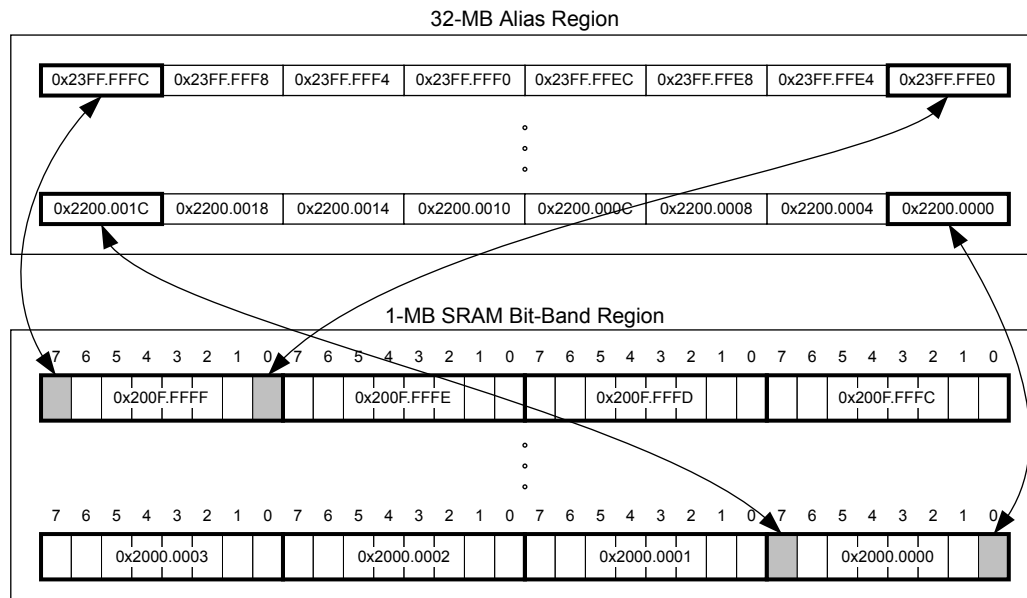 32-MB Alias Region
0x23FF.FFFC 0x23FF.FFF8 0x23FF.FFF4 0x23FF.FFF0 0x23FF.FFEC 0x23FF.FFE8 0x23FF.FFE4 0x23FF.FFE0
0x2200.001C 0x2200.0018 0x2200.0014 0x2200.0010 0x2200.000C 0x2200.0008 0x2200.0004 0x2200.0000
1-MB SRAM Bit-Band Region
7 6 5 4 3 2 1 0 7 6 5 4 3 2 1 0 7 6 5 4 3 2 1 0 7 6 5 4 3 2 1 0
0x200F.FFFF 0x200F.FFFE 0x200F.FFFD 0x200F.FFFC
7 6 5 4 3 2 1 0 7 6 5 4 3 2 1 0 7 6 5 4 3 2 1 0 7 6 5 4 3 2 1 0
0x2000.0003 0x2000.0002 0x2000.0001 0x2000.0000